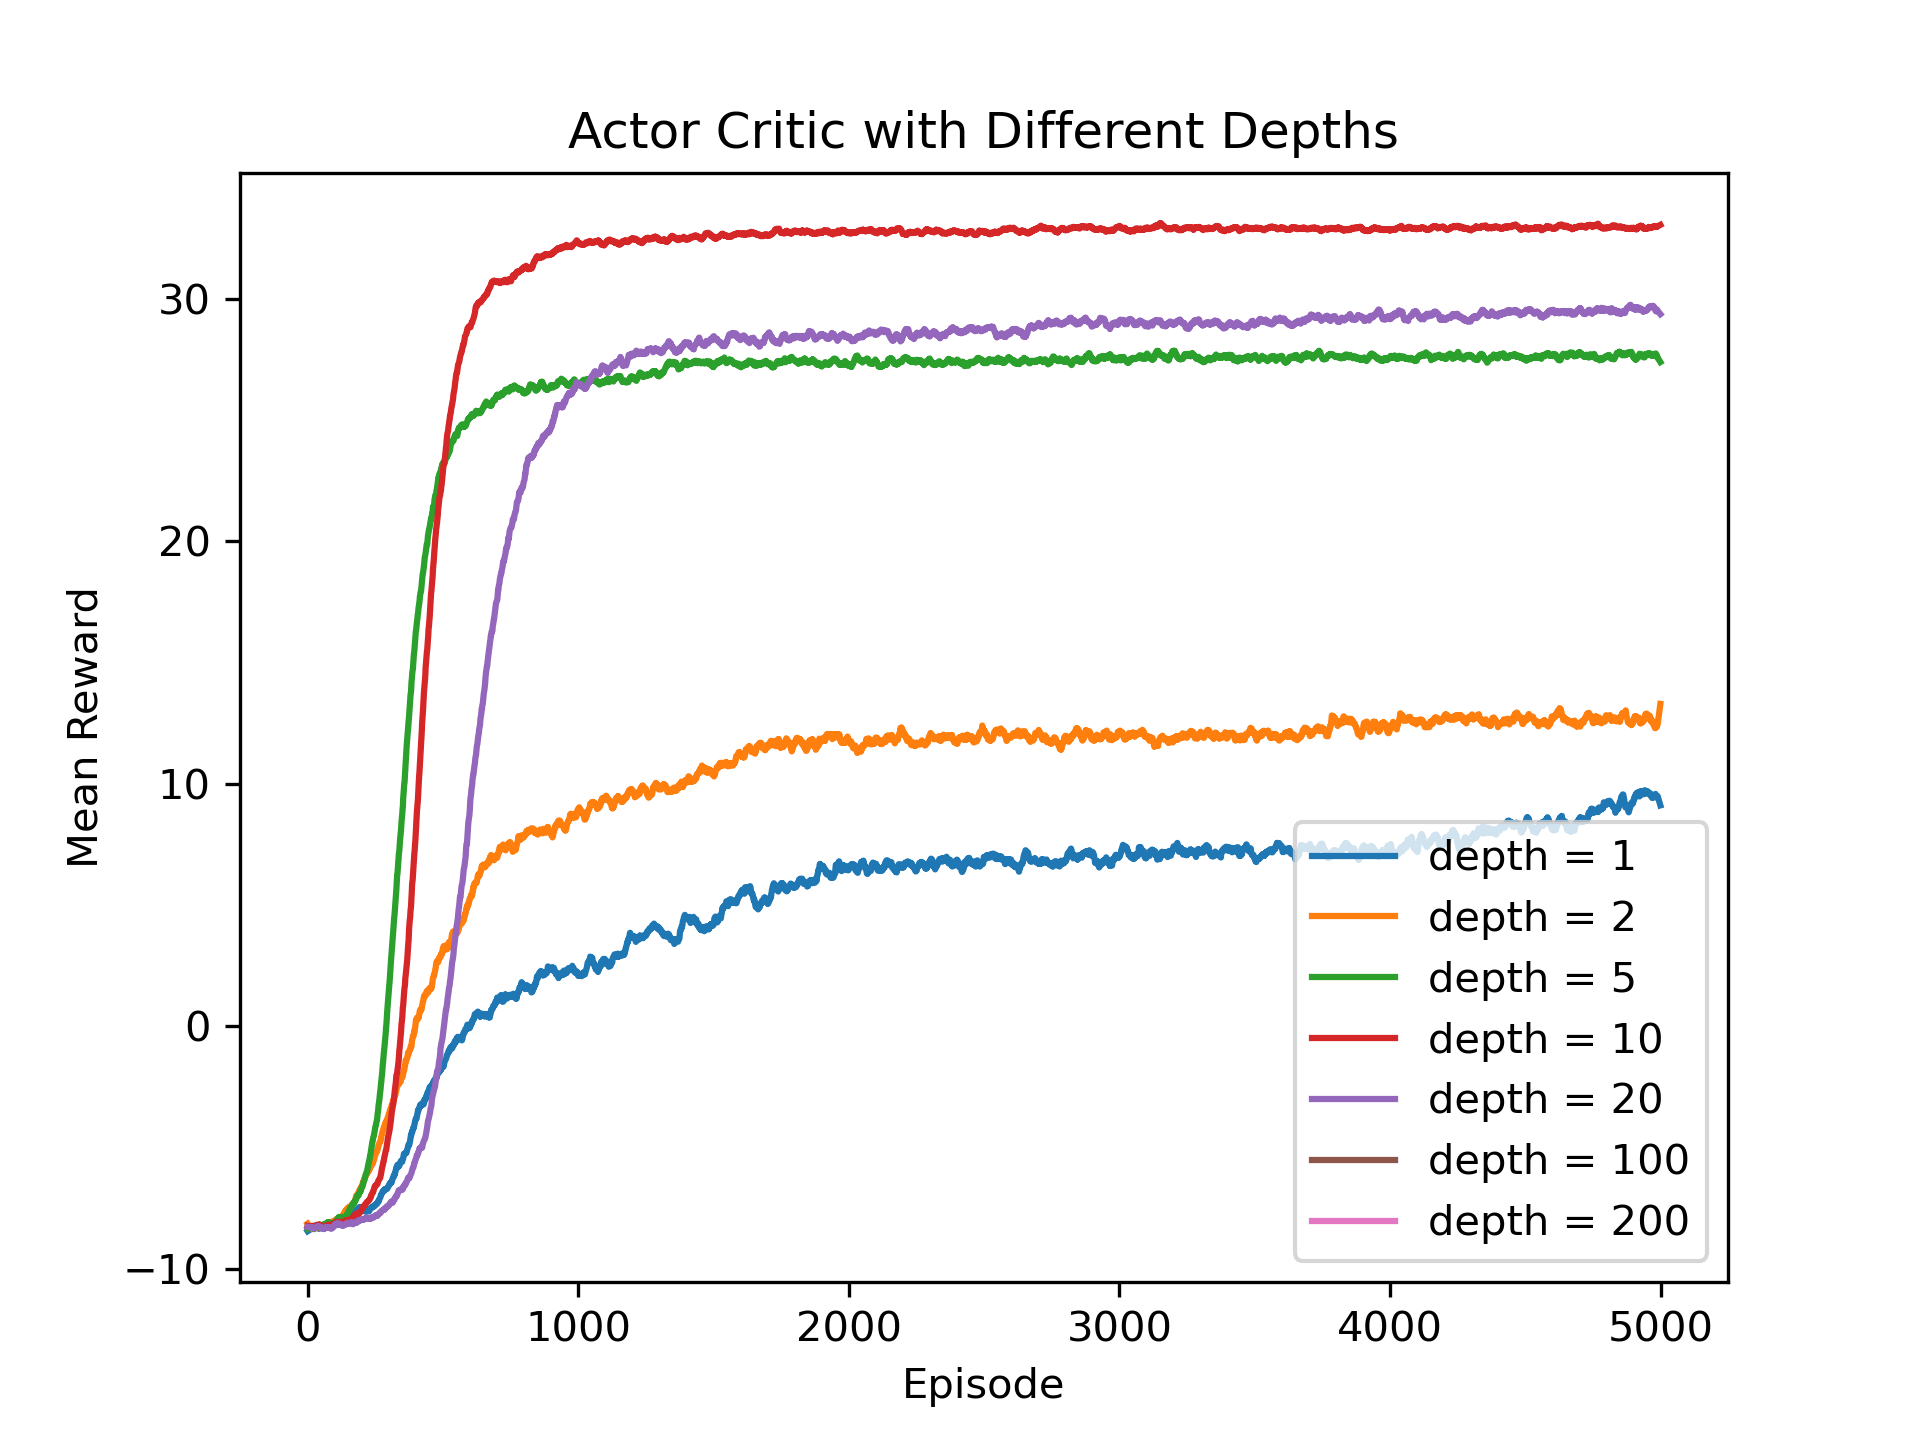 Actor Critic with Different Depths
Mean Reward
30
20
10
0
−10
0 1000 2000 3000 4000 5000
Episode
depth = 1
depth = 2
depth = 5
depth = 10
depth = 20
depth = 100
depth = 200